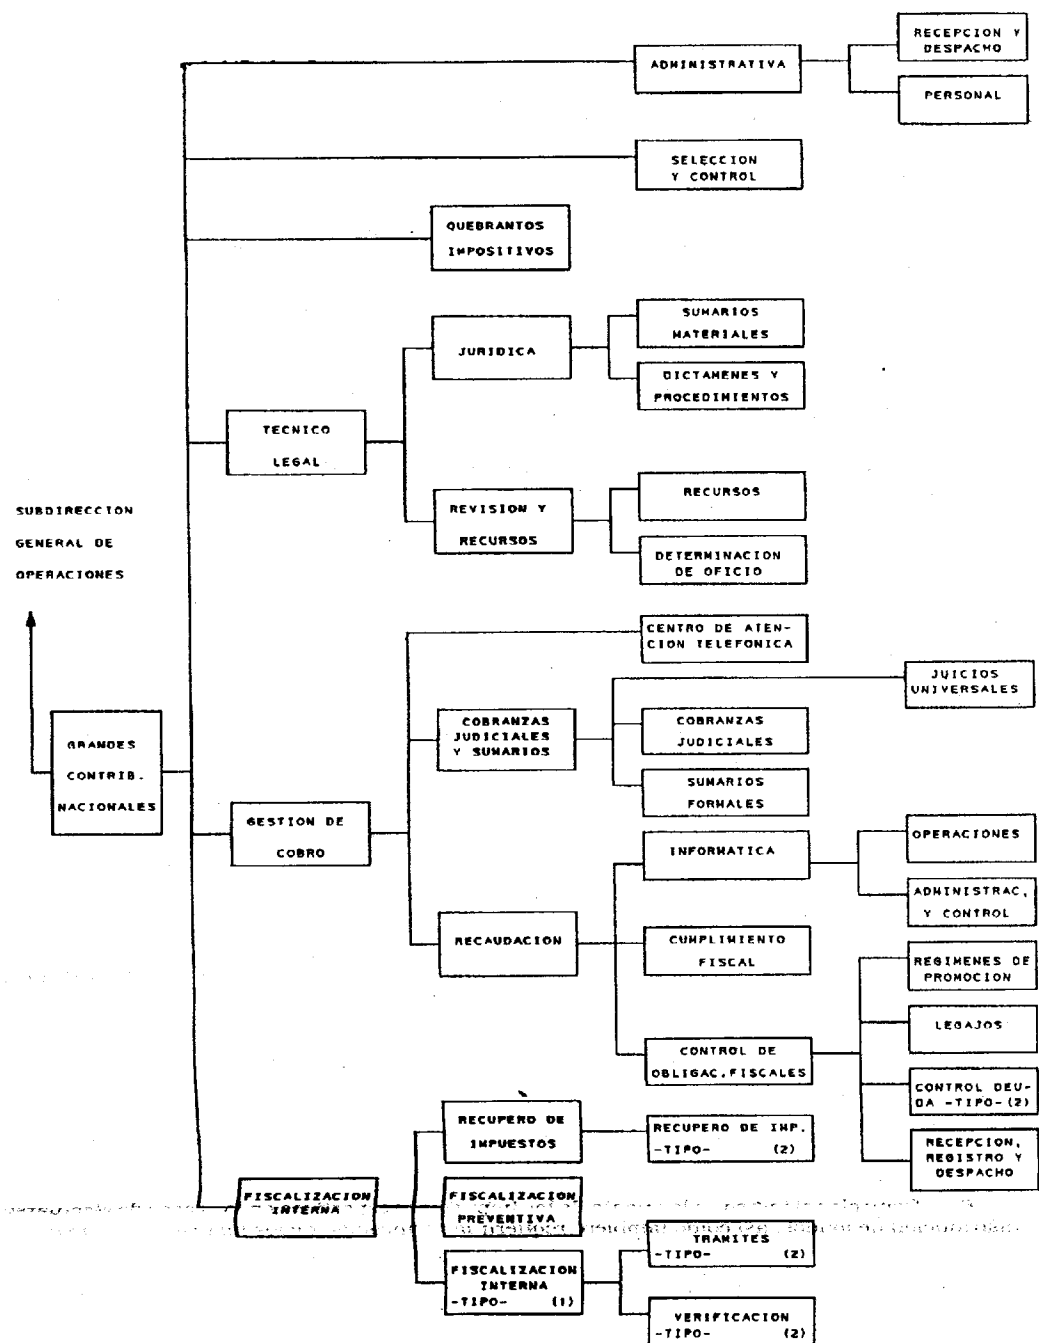 RECEPCION Y
DESPACHO
ADMINISTRATIVA
PERSONAL
SELECCION
Y CONTROL
QUEBRANTOS
IMPOSITIVOS
SUMARIOS
MATERIALES
JURIDICA
DICTAMENES Y
PROCEDIMIENTOS
TECNICO
LEGAL
RECURSOS
REVISION Y
RECURSOS
DETERMINACION
DE OFICIO
SUBDIRECCION
GENERAL DE
OPERACIONES
CENTRO DE ATEN-
CION TELEFONICA
JUICIOS
UNIVERSALES
COBRANZAS
JUDICIALES
Y SUMARIOS
COBRANZAS
JUDICIALES
SUMARIOS
FORMALES
GRANDES
CONTRIB.
NACIONALES
GESTION DE
COBRO
INFORMATICA
OPERACIONES
ADMINISTRAC,
Y CONTROL
RECAUDACION
CUMPLIMIENTO
FISCAL
REGIMENES DE
PROMOCION
LEGAJOS
CONTROL DE
OBLIGAC.FISCALES
CONTROL DEU-
DA -TIPO-(2)
RECEPCION,
REGISTRO Y
DESPACHO
RECUPERO DE
IMPUESTOS
RECUPERO DE IMP.
-TIPO- (2)
FISCALIZACION
INTERNA
FISCALIZACION
PREVENTIVA
FISCALIZACION
INTERNA
-TIPO- (1)
TRAMITES
-TIPO- (2)
VERIFICACION
-TIPO- (2)